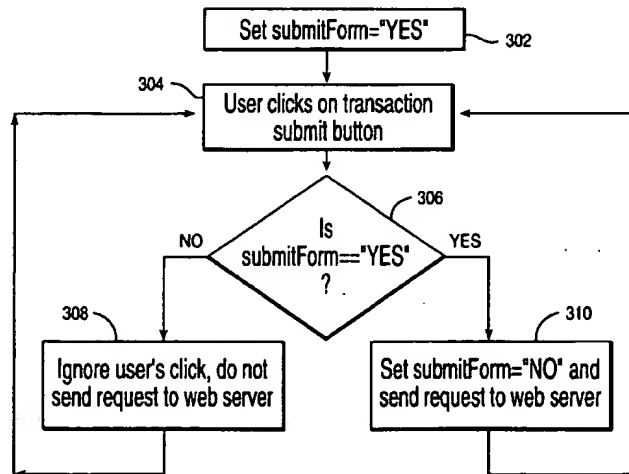 Set submitForm="YES"
302
304
User clicks on transaction
submit button
306
Is
submitForm=="YES"
?
NO
YES
308
Ignore user's click, do not
send request to web server
310
Set submitForm="NO" and
send request to web server